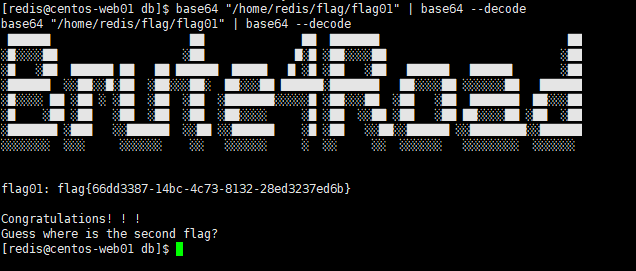 [redis@centos-web01 db]$ base64 "/home/redis/flag/flag01" | base64 --decode
base64 "/home/redis/flag/flag01" | base64 --decode
Brute4Road
flag01: flag{66dd3387-14bc-4c73-8132-28ed3237ed6b}
Congratulations! ! !
Guess where is the second flag?
[redis@centos-web01 db]$